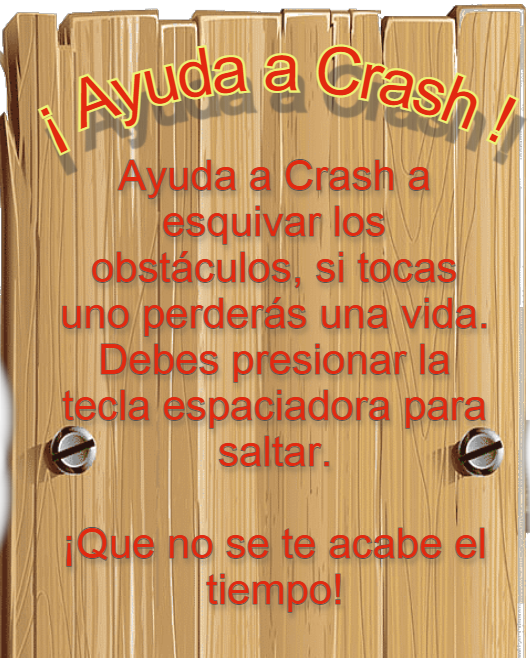 ¡ Ayuda a Crash !
Ayuda a Crash a
esquivar los
obstáculos, si tocas
uno perderás una vida.
Debes presionar la
tecla espaciadora para
saltar.
¡Que no se te acabe el
tiempo!